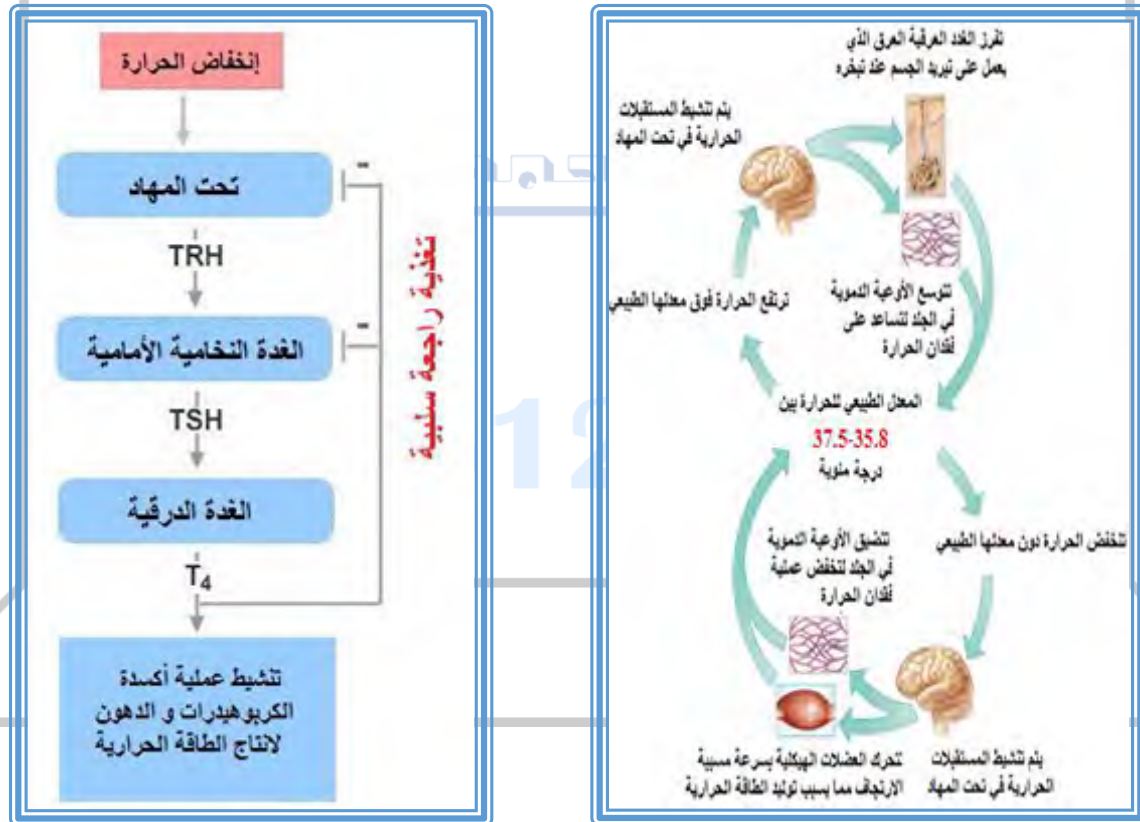 إنخفاض الحرارة
تحت المهاد
-
TRH
الغدة النخامية الأمامية
-
TSH
الغدة الدرقية
T4
تنشيط عملية أكسدة
الكربوهيدرات و الدهون
لانتاج الطاقة الحرارية
تغذية راجعة سلبية
تفرز الغدد العرقية العرق الذي
يعمل على تبريد الجسم عند تبخره
يتم تنشيط المستقبلات
الحرارية في تحت المهاد
تتوسع الأوعية الدموية
في الجلد لتساعد على
فقدان الحرارة
ترتفع الحرارة فوق معدلها الطبيعي
المعدل الطبيعي للحرارة بين
37.5-35.8
درجة مئوية
تنخفض الحرارة دون معدلها الطبيعي
تتضيق الأوعية الدموية
في الجلد لتخفض عملية
فقدان الحرارة
يتم تنشيط المستقبلات
الحرارية في تحت المهاد
تتحرك العضلات الهيكلية بسرعة مسببة
الارتجاف مما يسبب توليد الطاقة الحرارية
12